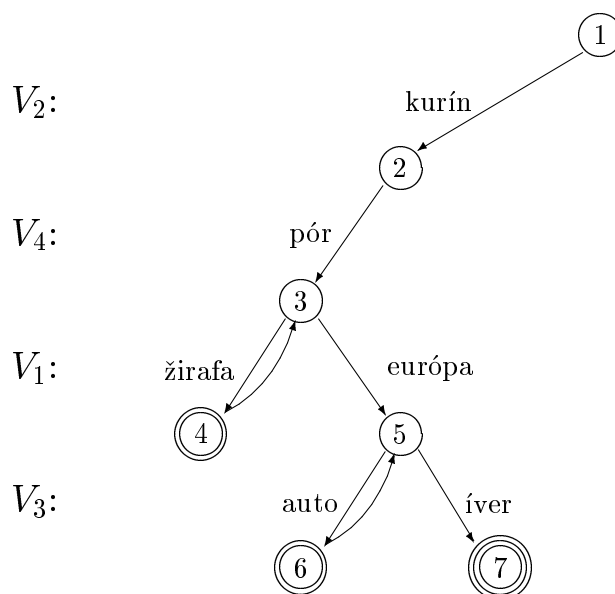 1
V₂: kurín
2
V₄: pór
3
V₁: žirafa európa
4 5
V₃: auto íver
6 7